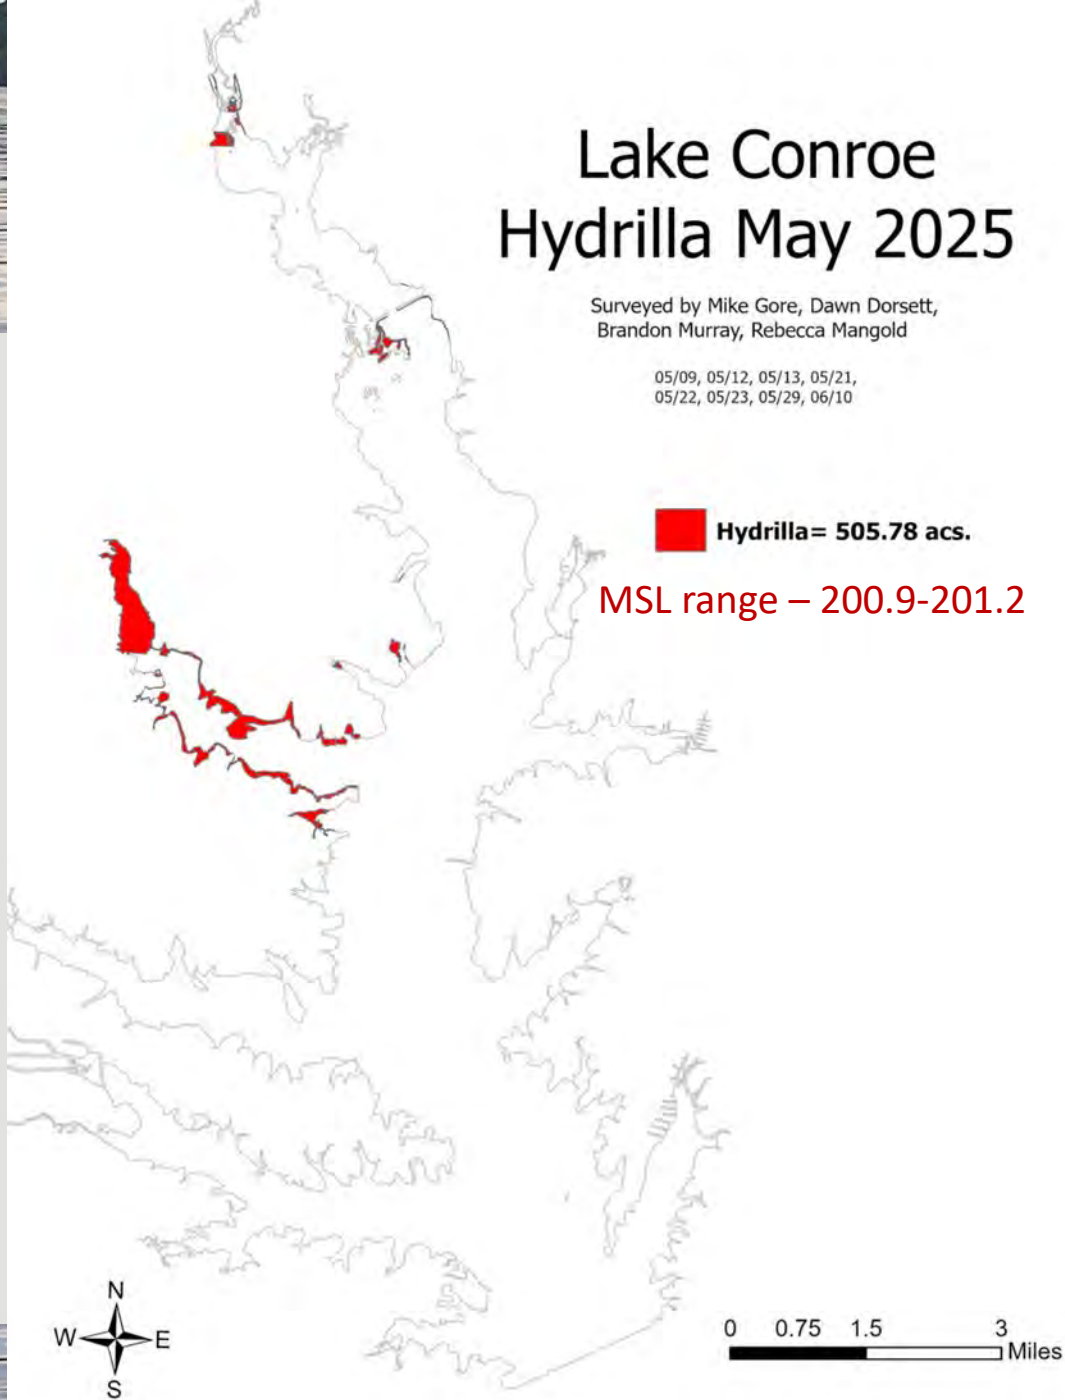 Lake Conroe
Hydrilla May 2025
Surveyed by Mike Gore, Dawn Dorsett,
Brandon Murray, Rebecca Mangold
05/09, 05/12, 05/13, 05/21,
05/22, 05/23, 05/29, 06/10
Hydrilla= 505.78 acs.
MSL range – 200.9-201.2
N
W E
S
0 0.75 1.5 3
Miles